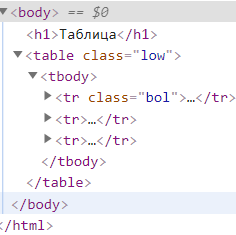 ▼<body> == $0
<h1>Таблица</h1>
▼<table class="low">
▼<tbody>
▶<tr class="bol">…</tr>
▶<tr>…</tr>
▶<tr>…</tr>
</tbody>
</table>
</body>
</html>